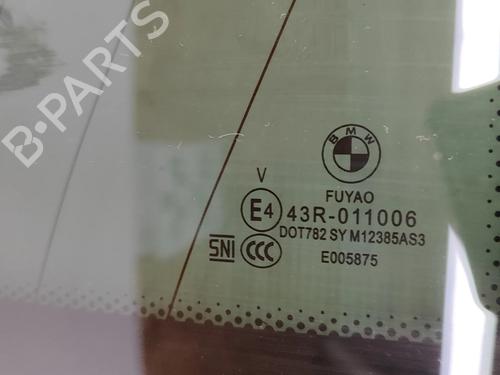 B-PARTS
BMW
FUYAO
V
E4 43R-011006
DOT782 SY M12385AS3
SNI CCC E005875